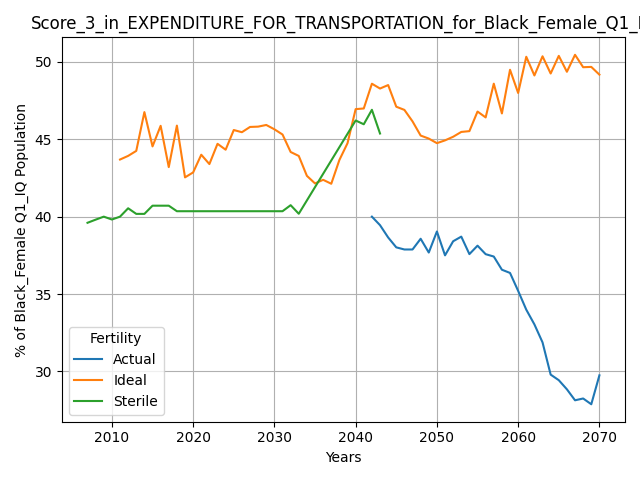 Score_3_in_EXPENDITURE_FOR_TRANSPORTATION_for_Black_Female_Q1_I
% of Black_Female Q1_IQ Population
50
45
40
35
30
Fertility
Actual
Ideal
Sterile
2010 2020 2030 2040 2050 2060 2070
Years